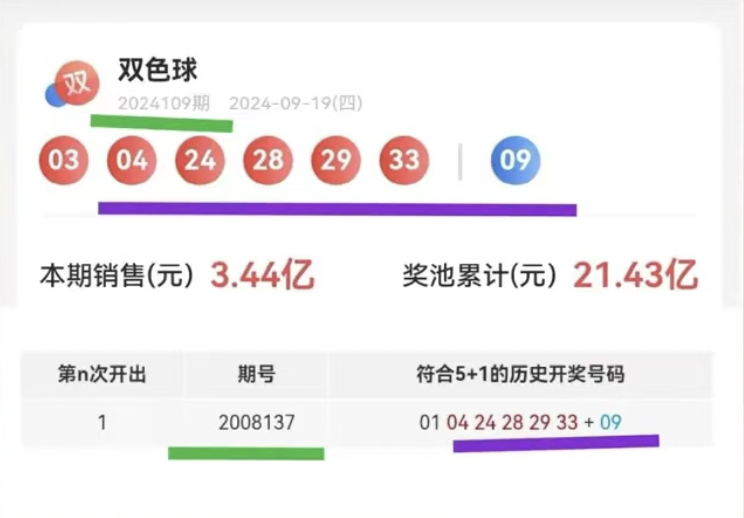 双
双色球
2024109期 2024-09-19(四)
03 04 24 28 29 33 | 09
本期销售(元) 3.44亿 奖池累计(元) 21.43亿
第n次开出 期号 符合5+1的历史开奖号码
1 2008137 01 04 24 28 29 33 + 09